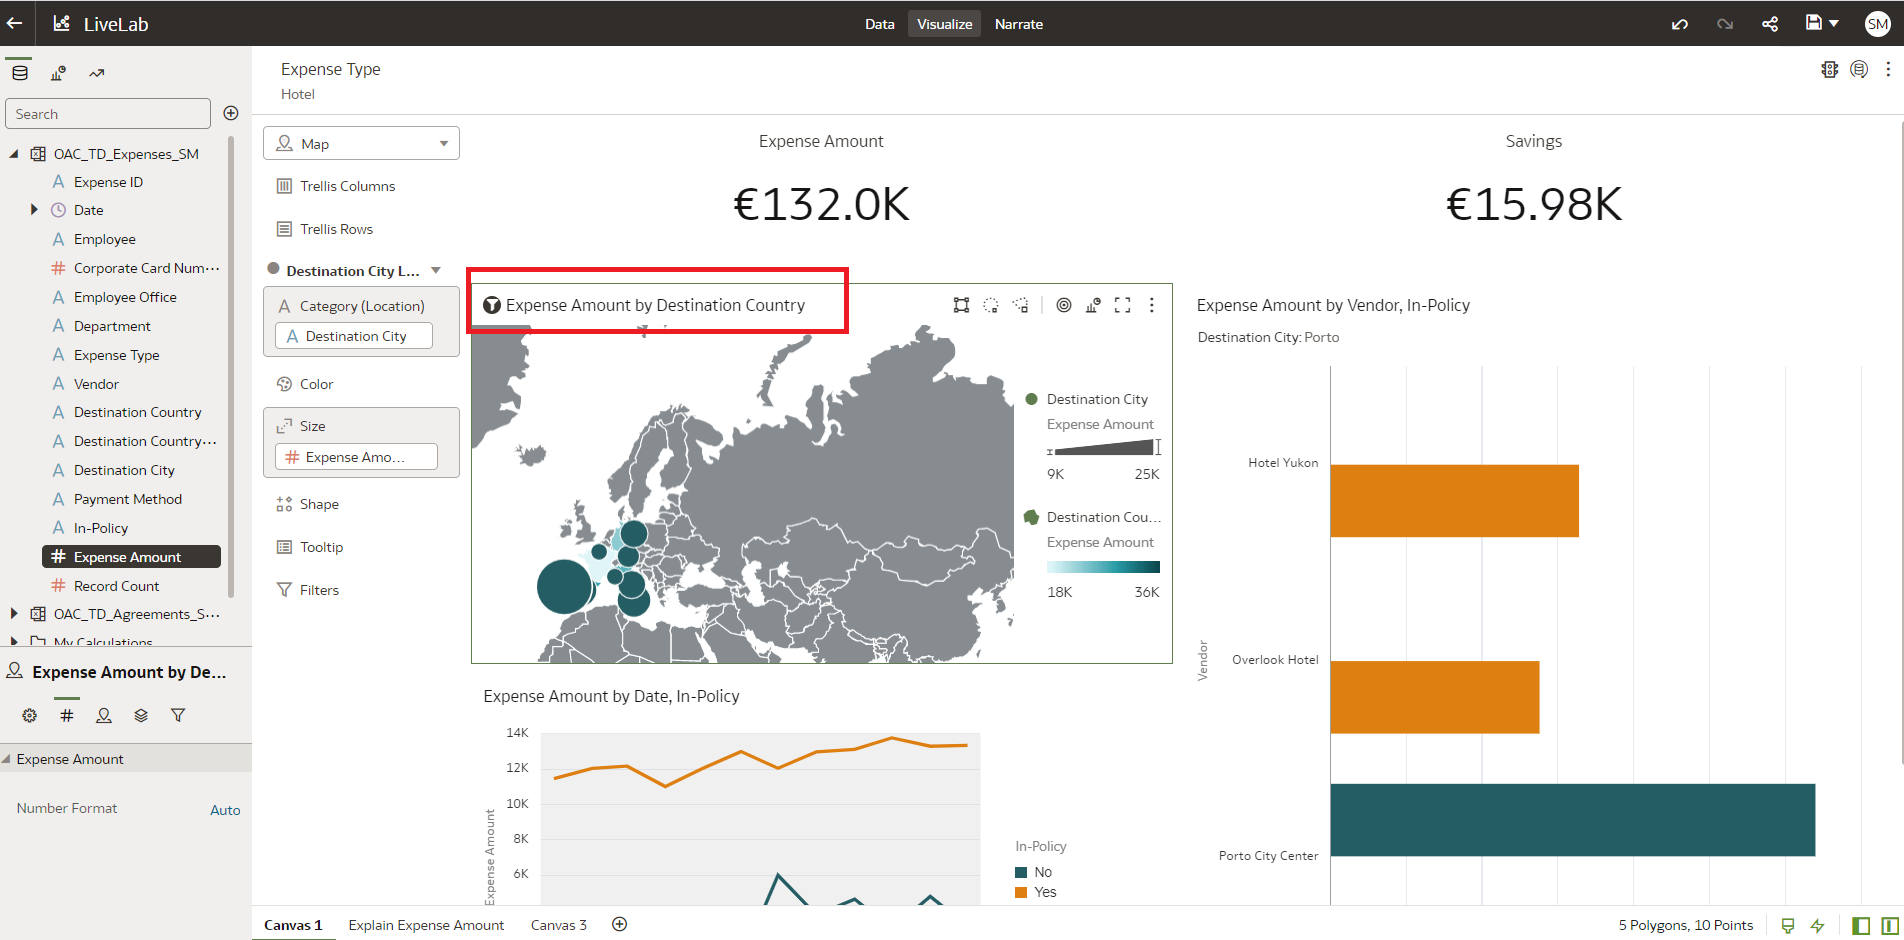 LiveLab
Data
Visualize
Narrate
SM
Expense Type
Hotel
Search
OAC_TD_Expenses_SM
Expense ID
Date
Employee
Corporate Card Num···
Employee Office
Department
Expense Type
Vendor
Destination Country
Destination Country···
Destination City
Payment Method
In-Policy
Expense Amount
Record Count
OAC_TD_Agreements_S···
My Calculations
Expense Amount by De...
Expense Amount
Number Format
Auto
Map
Trellis Columns
Trellis Rows
Destination City L...
Category (Location)
Destination City
Color
Size
Expense Amo...
Shape
Tooltip
Filters
Expense Amount
€132.0K
Savings
€15.98K
Expense Amount by Destination Country
Destination City
Expense Amount
9K
25K
Destination Cou...
Expense Amount
18K
36K
Expense Amount by Vendor, In-Policy
Destination City: Porto
Vendor
Hotel Yukon
Overlook Hotel
Porto City Center
Expense Amount by Date, In-Policy
Expense Amount
14K
12K
10K
8K
6K
In-Policy
No
Yes
Canvas 1
Explain Expense Amount
Canvas 3
5 Polygons, 10 Points